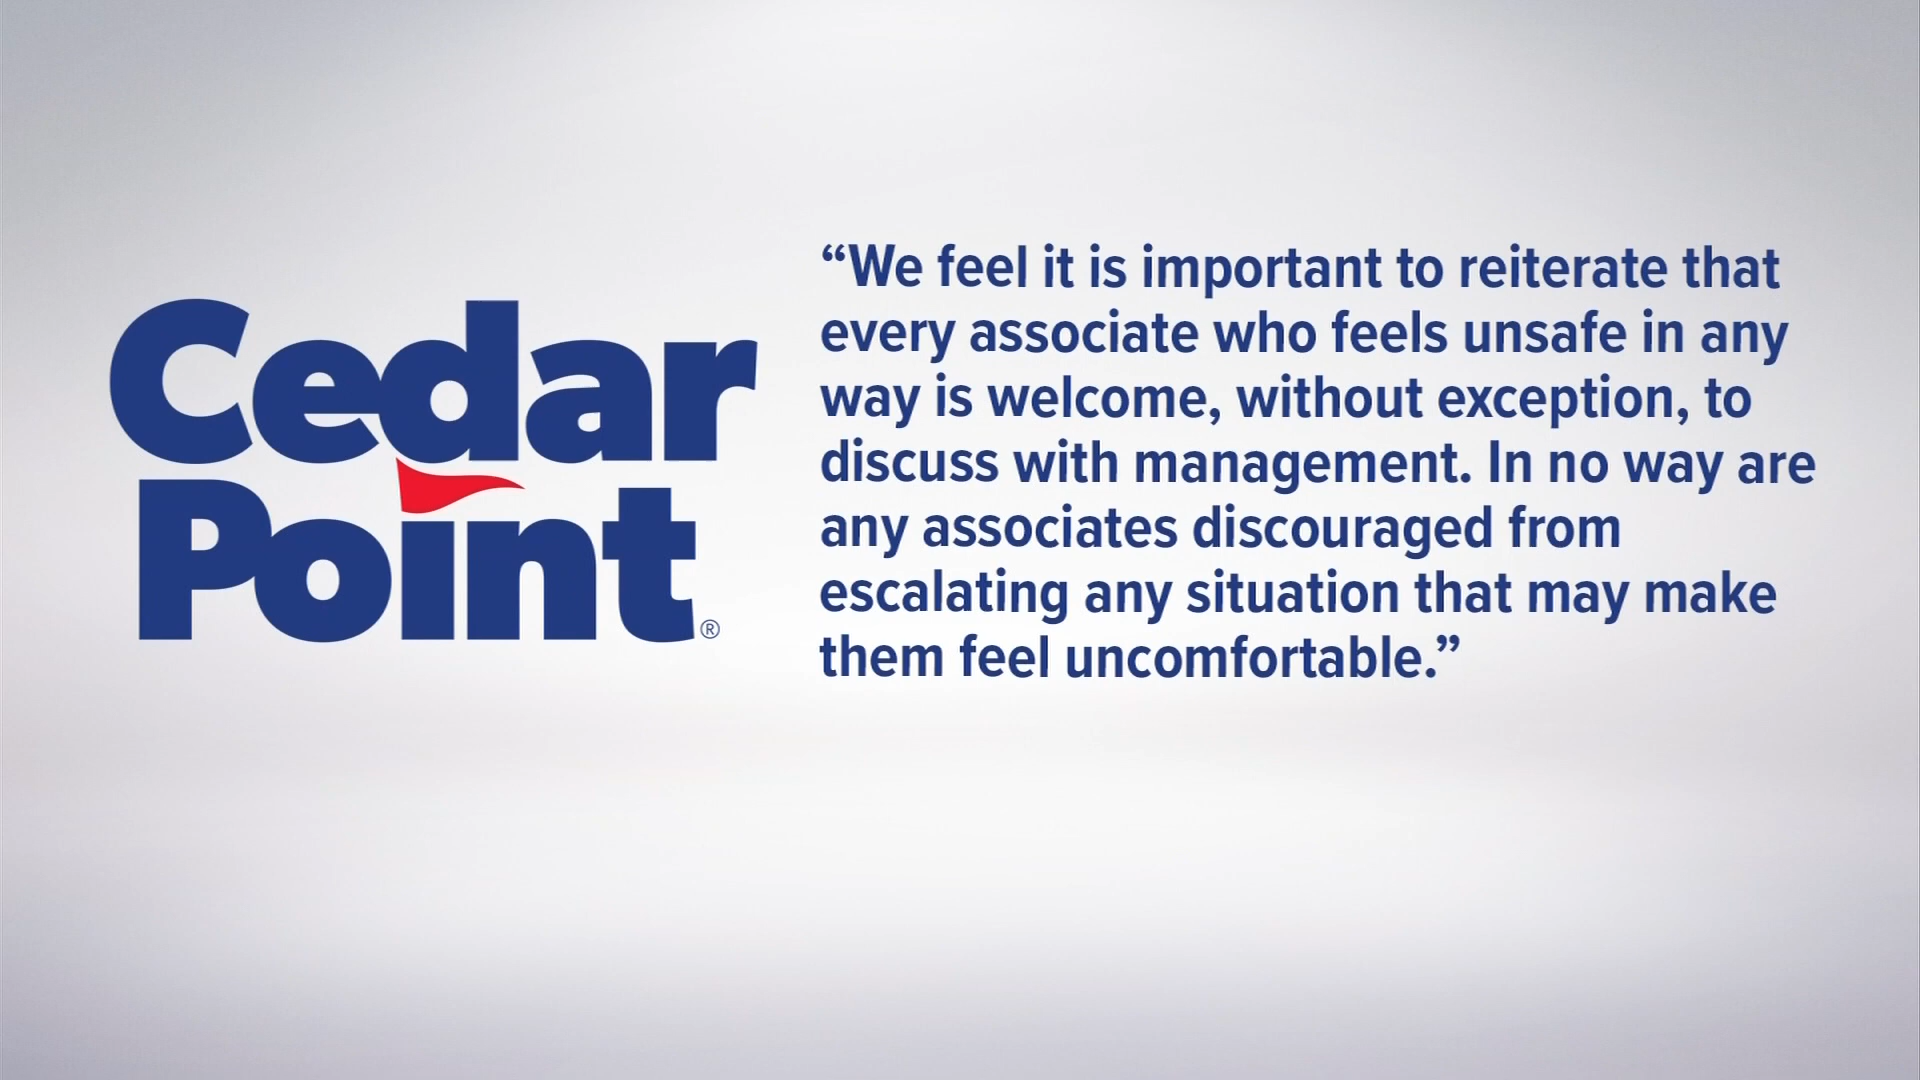 Cedar
Point®
“We feel it is important to reiterate that
every associate who feels unsafe in any
way is welcome, without exception, to
discuss with management. In no way are
any associates discouraged from
escalating any situation that may make
them feel uncomfortable.”